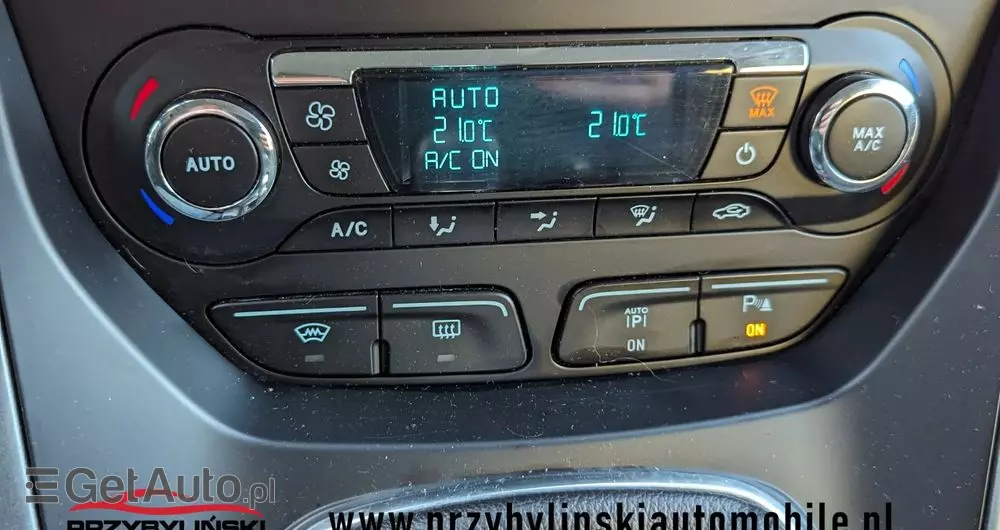 AUTO
21.0°C
21.0°C
A/C ON
MAX
AUTO
MAX
A/C
A/C
AUTO
P
ON
P
ON
GetAuto.pl
PRZYBYLIŃSKI
www.przybylinskiautomobile.pl